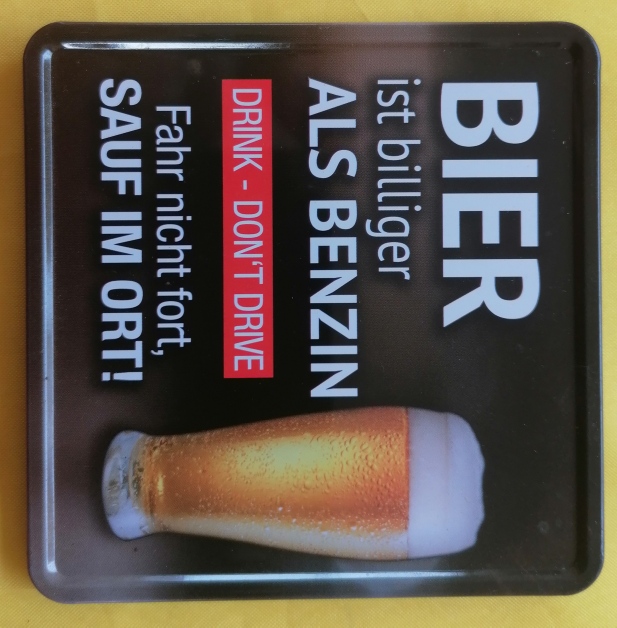 BIER
ist billiger
ALS BENZIN
DRINK - DON'T DRIVE
Fahr nicht fort,
SAUF IM ORT!